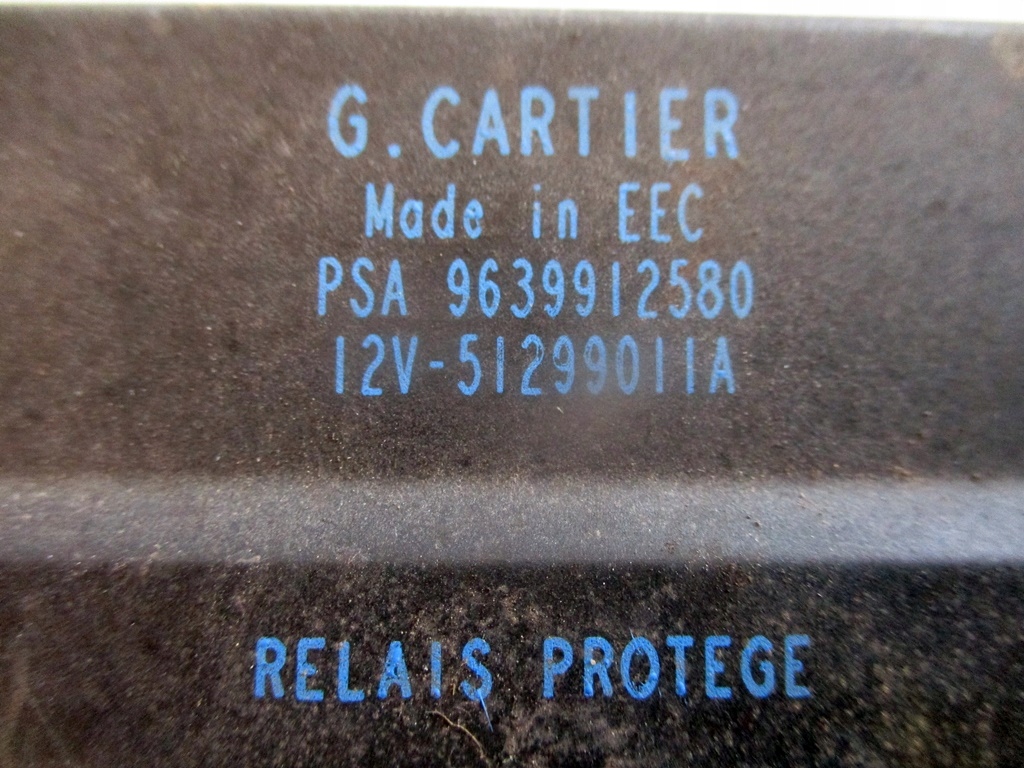 G.CARTIER
Made in EEC
PSA 9639912580
12V-51299011A
RELAIS PROTEGE